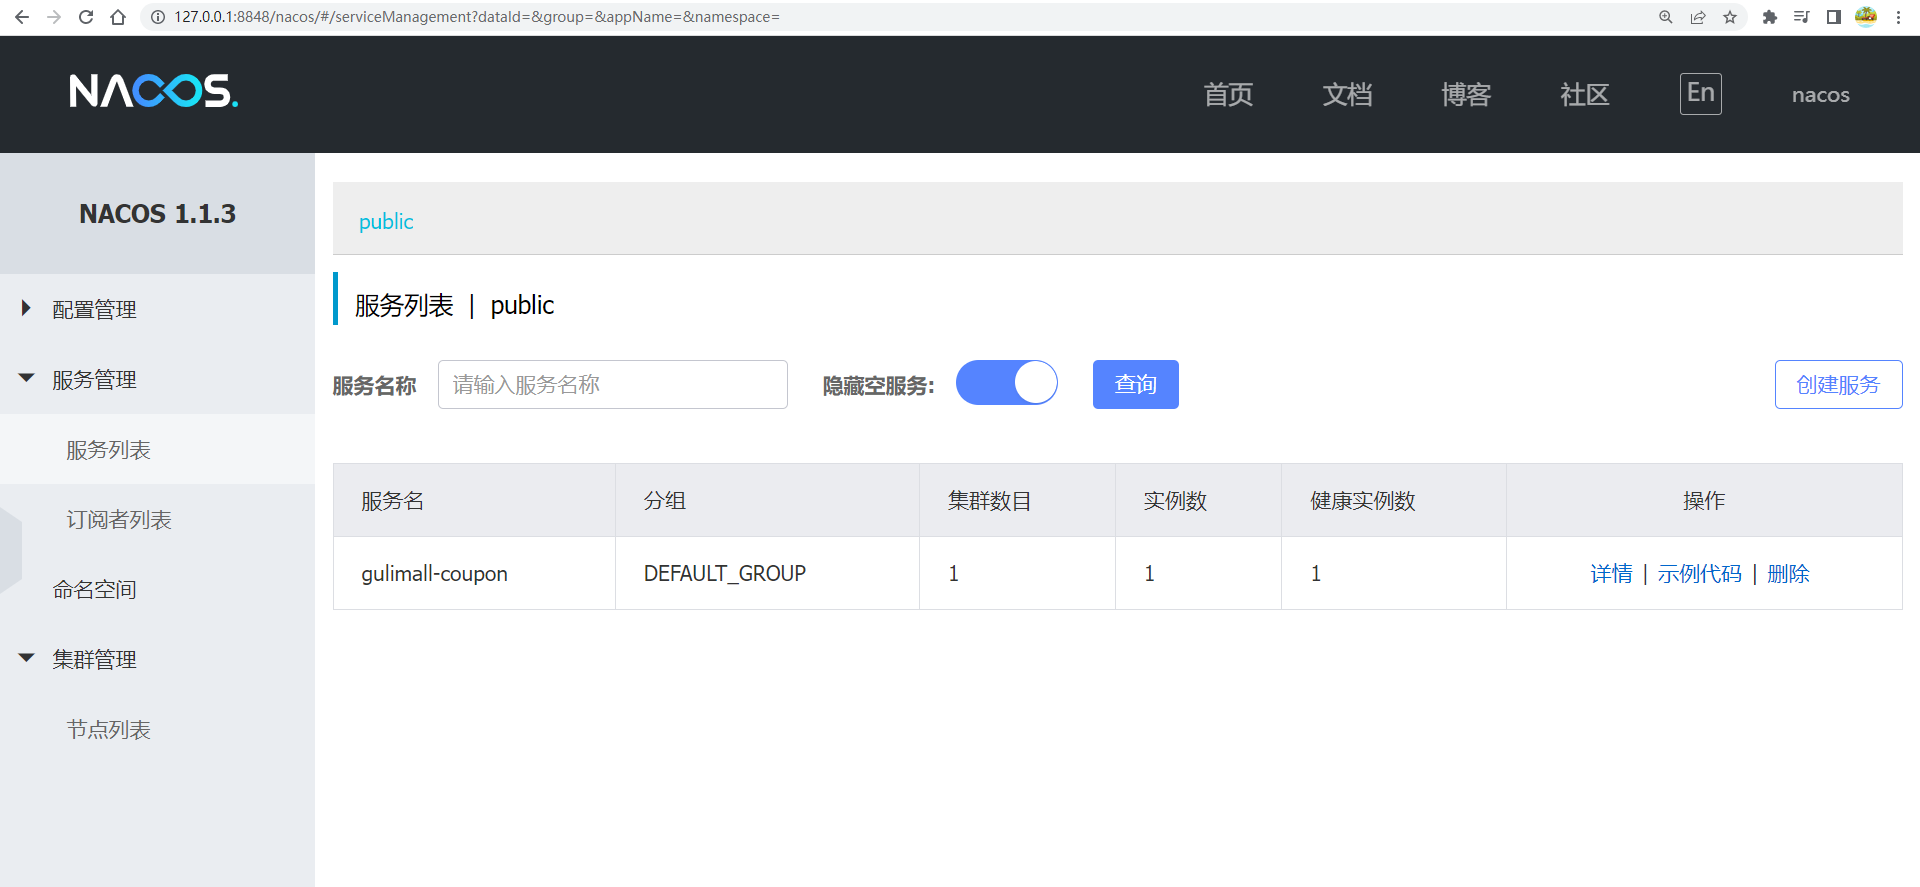 127.0.0.1:8848/nacos/#/serviceManagement?dataId=&group=&appName=&namespace=
NACOS.
首页 文档 博客 社区 En nacos
NACOS 1.1.3
配置管理
服务管理
服务列表
订阅者列表
命名空间
集群管理
节点列表
public
服务列表 | public
服务名称 请输入服务名称 隐藏空服务: 查询 创建服务
服务名 分组 集群数目 实例数 健康实例数 操作
gulimall-coupon DEFAULT_GROUP 1 1 1 详情 | 示例代码 | 删除